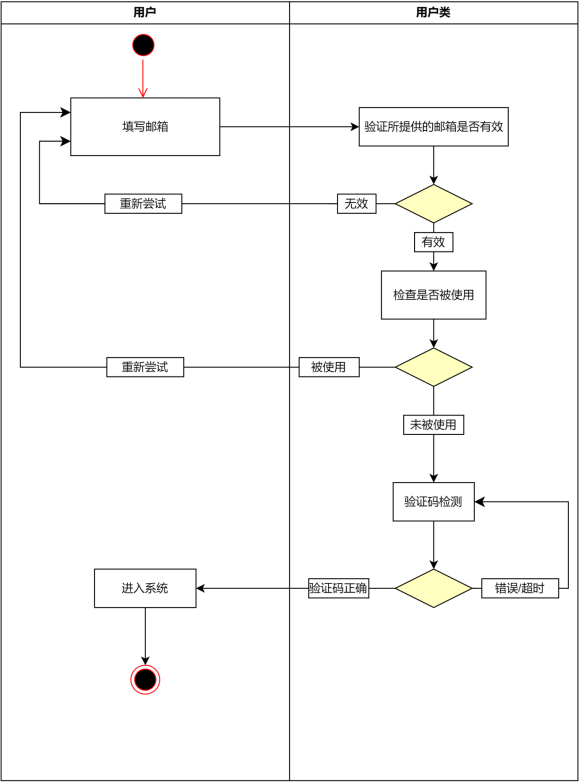 用户
用户类
填写邮箱
验证所提供的邮箱是否有效
重新尝试
无效
有效
检查是否被使用
重新尝试
被使用
未被使用
验证码检测
进入系统
验证码正确
错误/超时